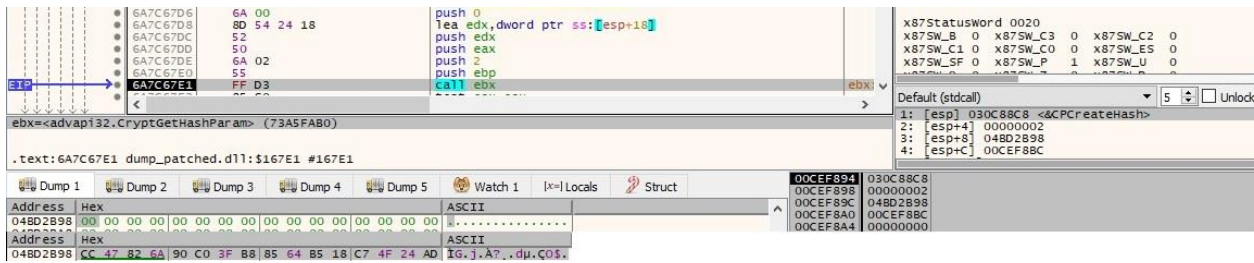 6A7C67D6 6A 00 push 0
6A7C67D8 8D 54 24 18 lea edx,dword ptr ss:[esp+18]
6A7C67DC 52 push edx
6A7C67DD 50 push eax
6A7C67DE 6A 02 push 2
6A7C67E0 55 push ebp
EIP 6A7C67E1 FF D3 call ebx ebx:
ebx=<advapi32.CryptGetHashParam> (73A5FAB0)
.text:6A7C67E1 dump_patched.dll:$167E1 #167E1
x87StatusWord 0020
x87SW_B 0 x87SW_C3 0 x87SW_C2 0
x87SW_C1 0 x87SW_C0 0 x87SW_ES 0
x87SW_SF 0 x87SW_P 1 x87SW_U 0
Default (stdcall) 5 Unlock
1: [esp] 030C88C8 <&CPCreateHash>
2: [esp+4] 00000002
3: [esp+8] 04BD2B98
4: [esp+C] 00CEF8BC
Dump 1 Dump 2 Dump 3 Dump 4 Dump 5 Watch 1 [x=] Locals Struct
Address Hex ASCII
04BD2B98 00 00 00 00 00 00 00 00 00 00 00 00 00 00 00 00 ................
Address Hex ASCII
04BD2B98 CC 47 82 6A 90 C0 3F B8 85 64 B5 18 C7 4F 24 AD ÌG.j.À?¸.dµ.ÇO$.
00CEF894 030C88C8
00CEF898 00000002
00CEF89C 04BD2B98
00CEF8A0 00CEF8BC
00CEF8A4 00000000